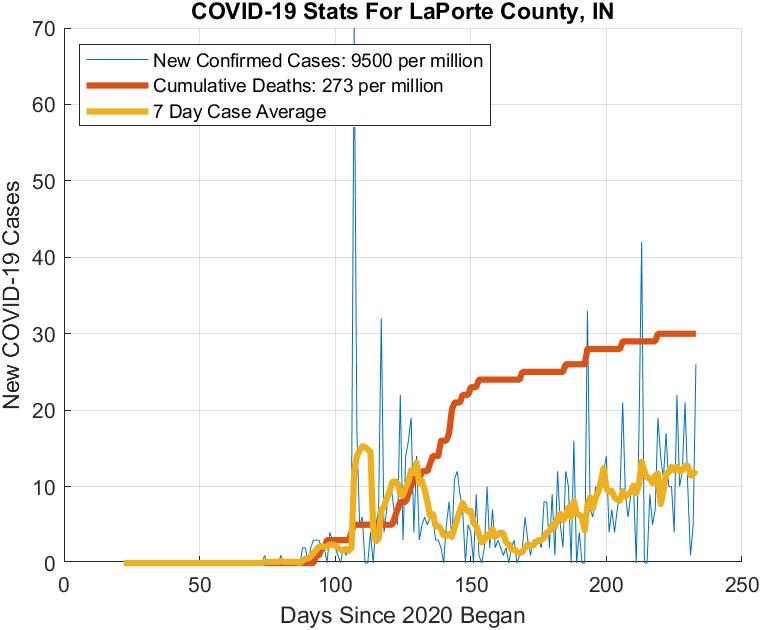 COVID-19 Stats For LaPorte County, IN
New Confirmed Cases: 9500 per million
Cumulative Deaths: 273 per million
7 Day Case Average
New COVID-19 Cases
70
60
50
40
30
20
10
0
0 50 100 150 200 250
Days Since 2020 Began